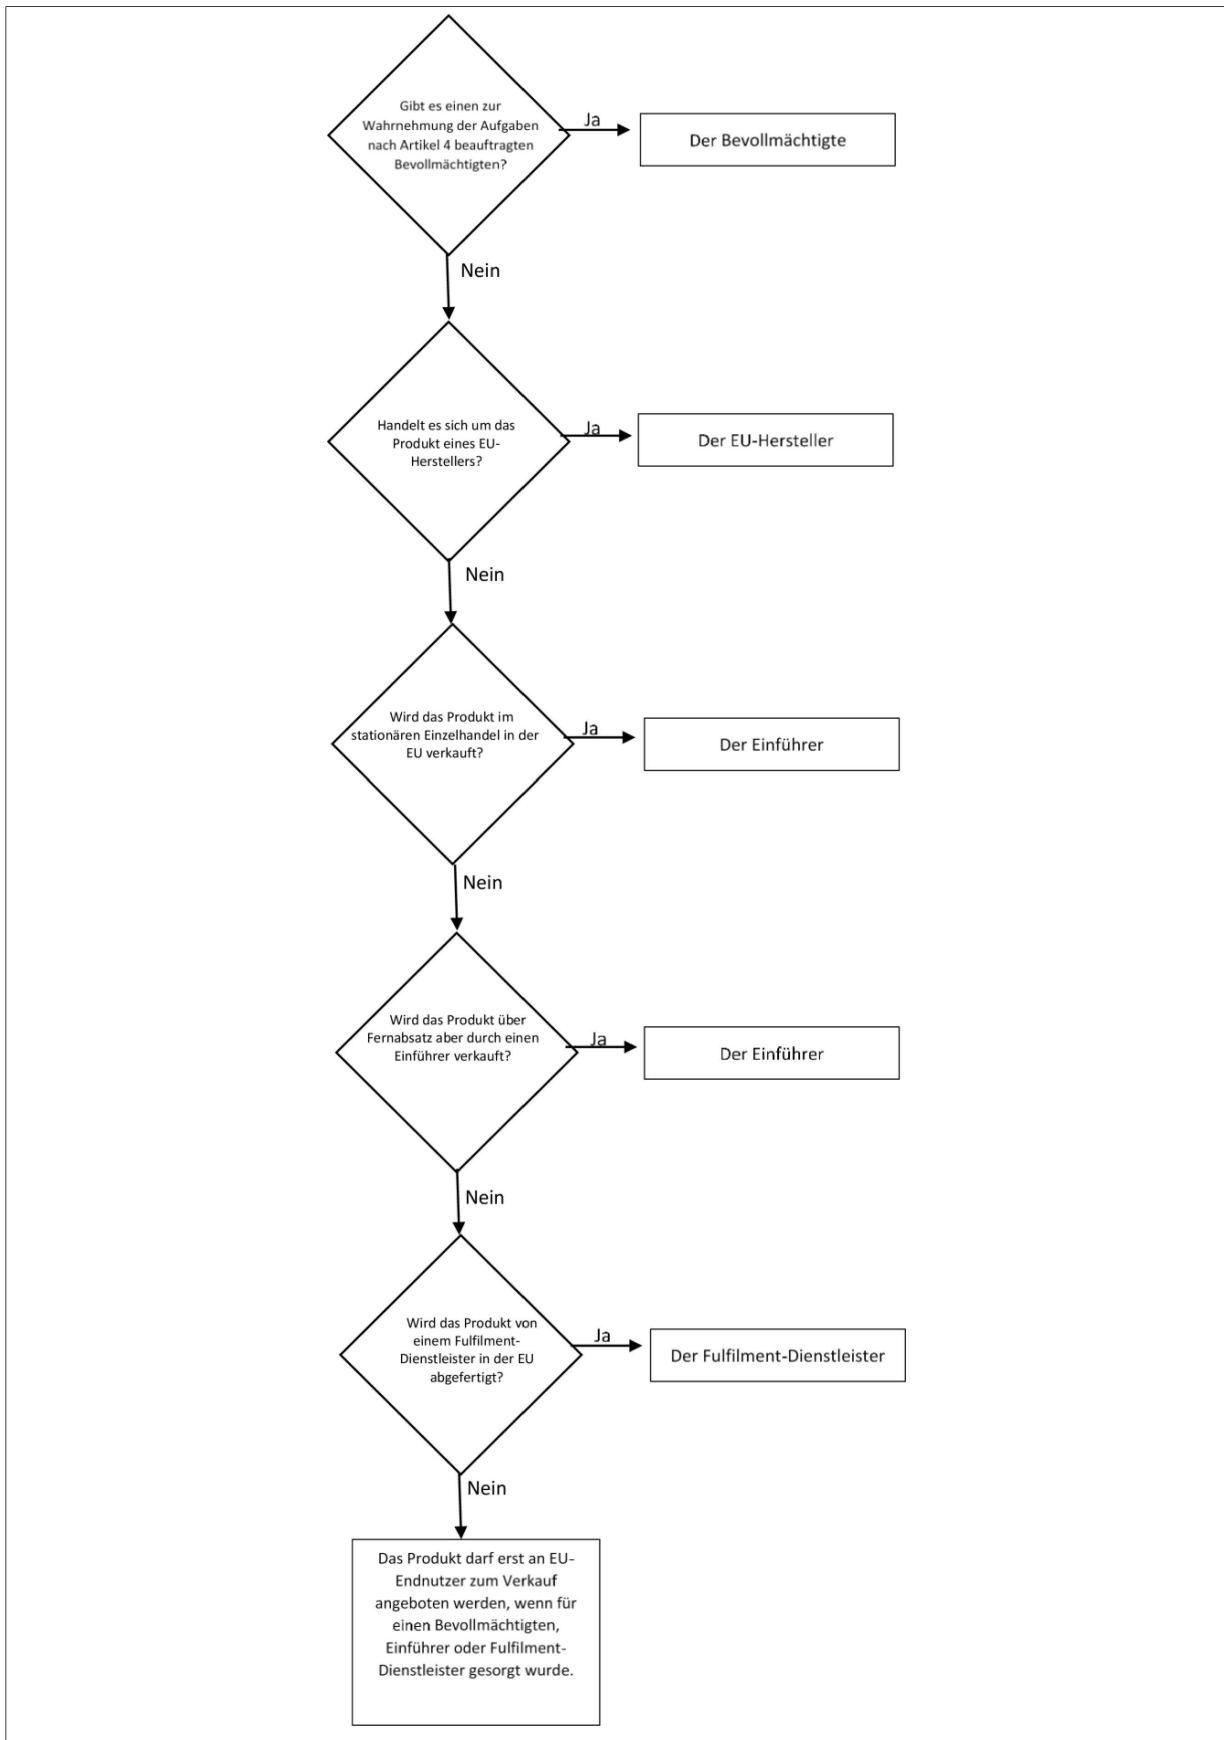 Gibt es einen zur
Wahrnehmung der Aufgaben
nach Artikel 4 beauftragten
Bevollmächtigten?
Ja
Der Bevollmächtigte
Nein
Handelt es sich um das
Produkt eines EU-
Herstellers?
Ja
Der EU-Hersteller
Nein
Wird das Produkt im
stationären Einzelhandel in der
EU verkauft?
Ja
Der Einführer
Nein
Wird das Produkt über
Fernabsatz aber durch einen
Einführer verkauft?
Ja
Der Einführer
Nein
Wird das Produkt von
einem Fulfilment-
Dienstleister in der EU
abgefertigt?
Ja
Der Fulfilment-Dienstleister
Nein
Das Produkt darf erst an EU-
Endnutzer zum Verkauf
angeboten werden, wenn für
einen Bevollmächtigten,
Einführer oder Fulfilment-
Dienstleister gesorgt wurde.